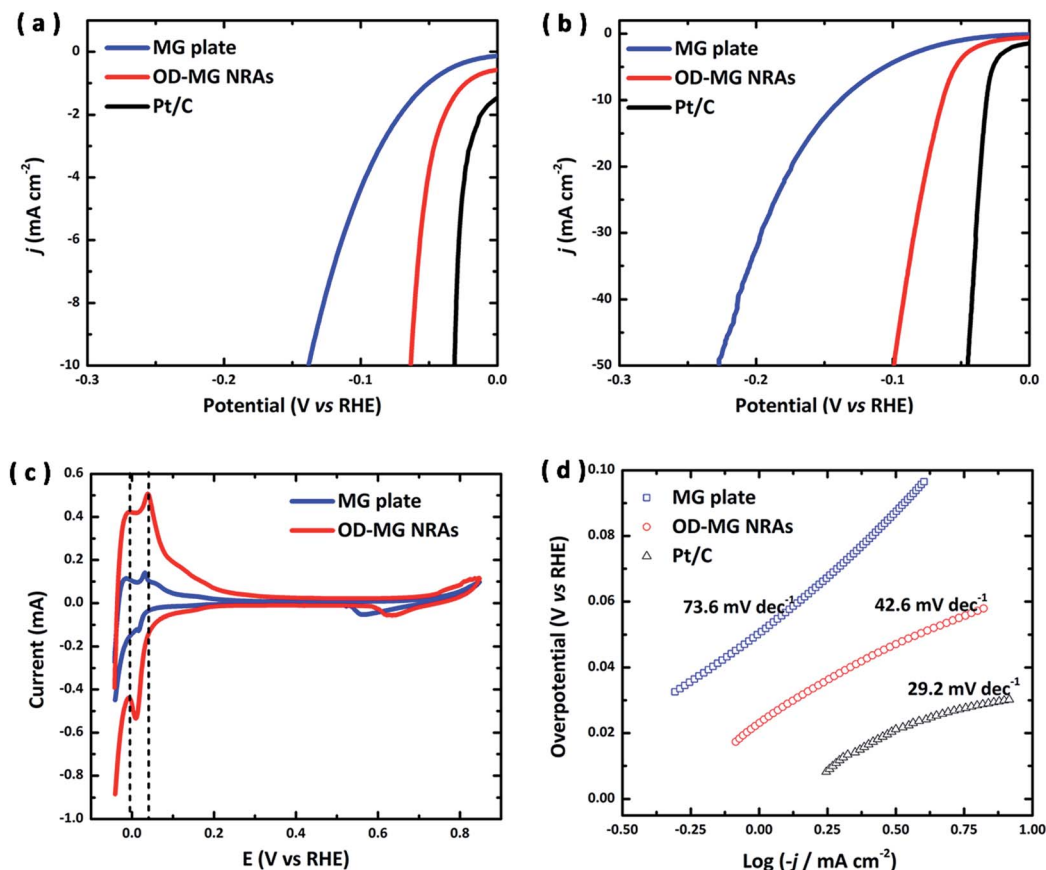 ( a )
MG plate
OD-MG NRAs
Pt/C
j (mA cm-2)
0
-2
-4
-6
-8
-10
-0.3 -0.2 -0.1 0.0
Potential (V vs RHE)
( b )
MG plate
OD-MG NRAs
Pt/C
j (mA cm-2)
0
-10
-20
-30
-40
-50
-0.3 -0.2 -0.1 0.0
Potential (V vs RHE)
( c )
MG plate
OD-MG NRAs
Current (mA)
0.6
0.4
0.2
0.0
-0.2
-0.4
-0.6
-0.8
-1.0
0.0 0.2 0.4 0.6 0.8
E (V vs RHE)
( d )
MG plate
OD-MG NRAs
Pt/C
73.6 mV dec-1
42.6 mV dec-1
29.2 mV dec-1
Overpotential (V vs RHE)
0.10
0.08
0.06
0.04
0.02
0.00
-0.50 -0.25 0.00 0.25 0.50 0.75 1.00
Log (-j / mA cm-2)